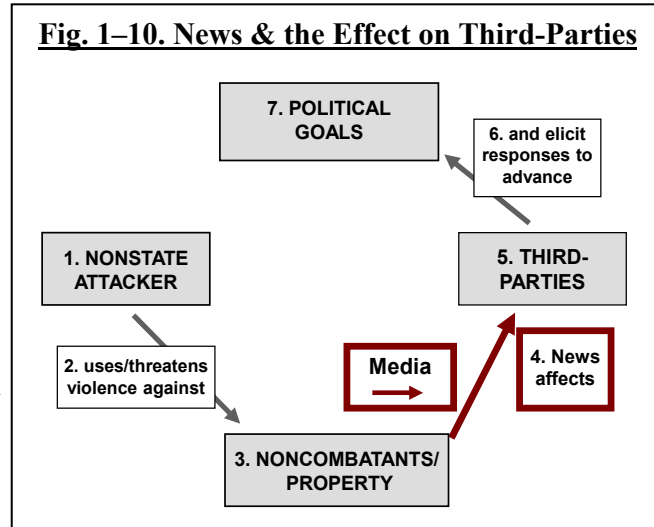 Fig. 1–10. News & the Effect on Third-Parties
7. POLITICAL
GOALS
6. and elicit
responses to
advance
1. NONSTATE
ATTACKER
5. THIRD-
PARTIES
2. uses/threatens
violence against
Media
4. News
affects
3. NONCOMBATANTS/
PROPERTY